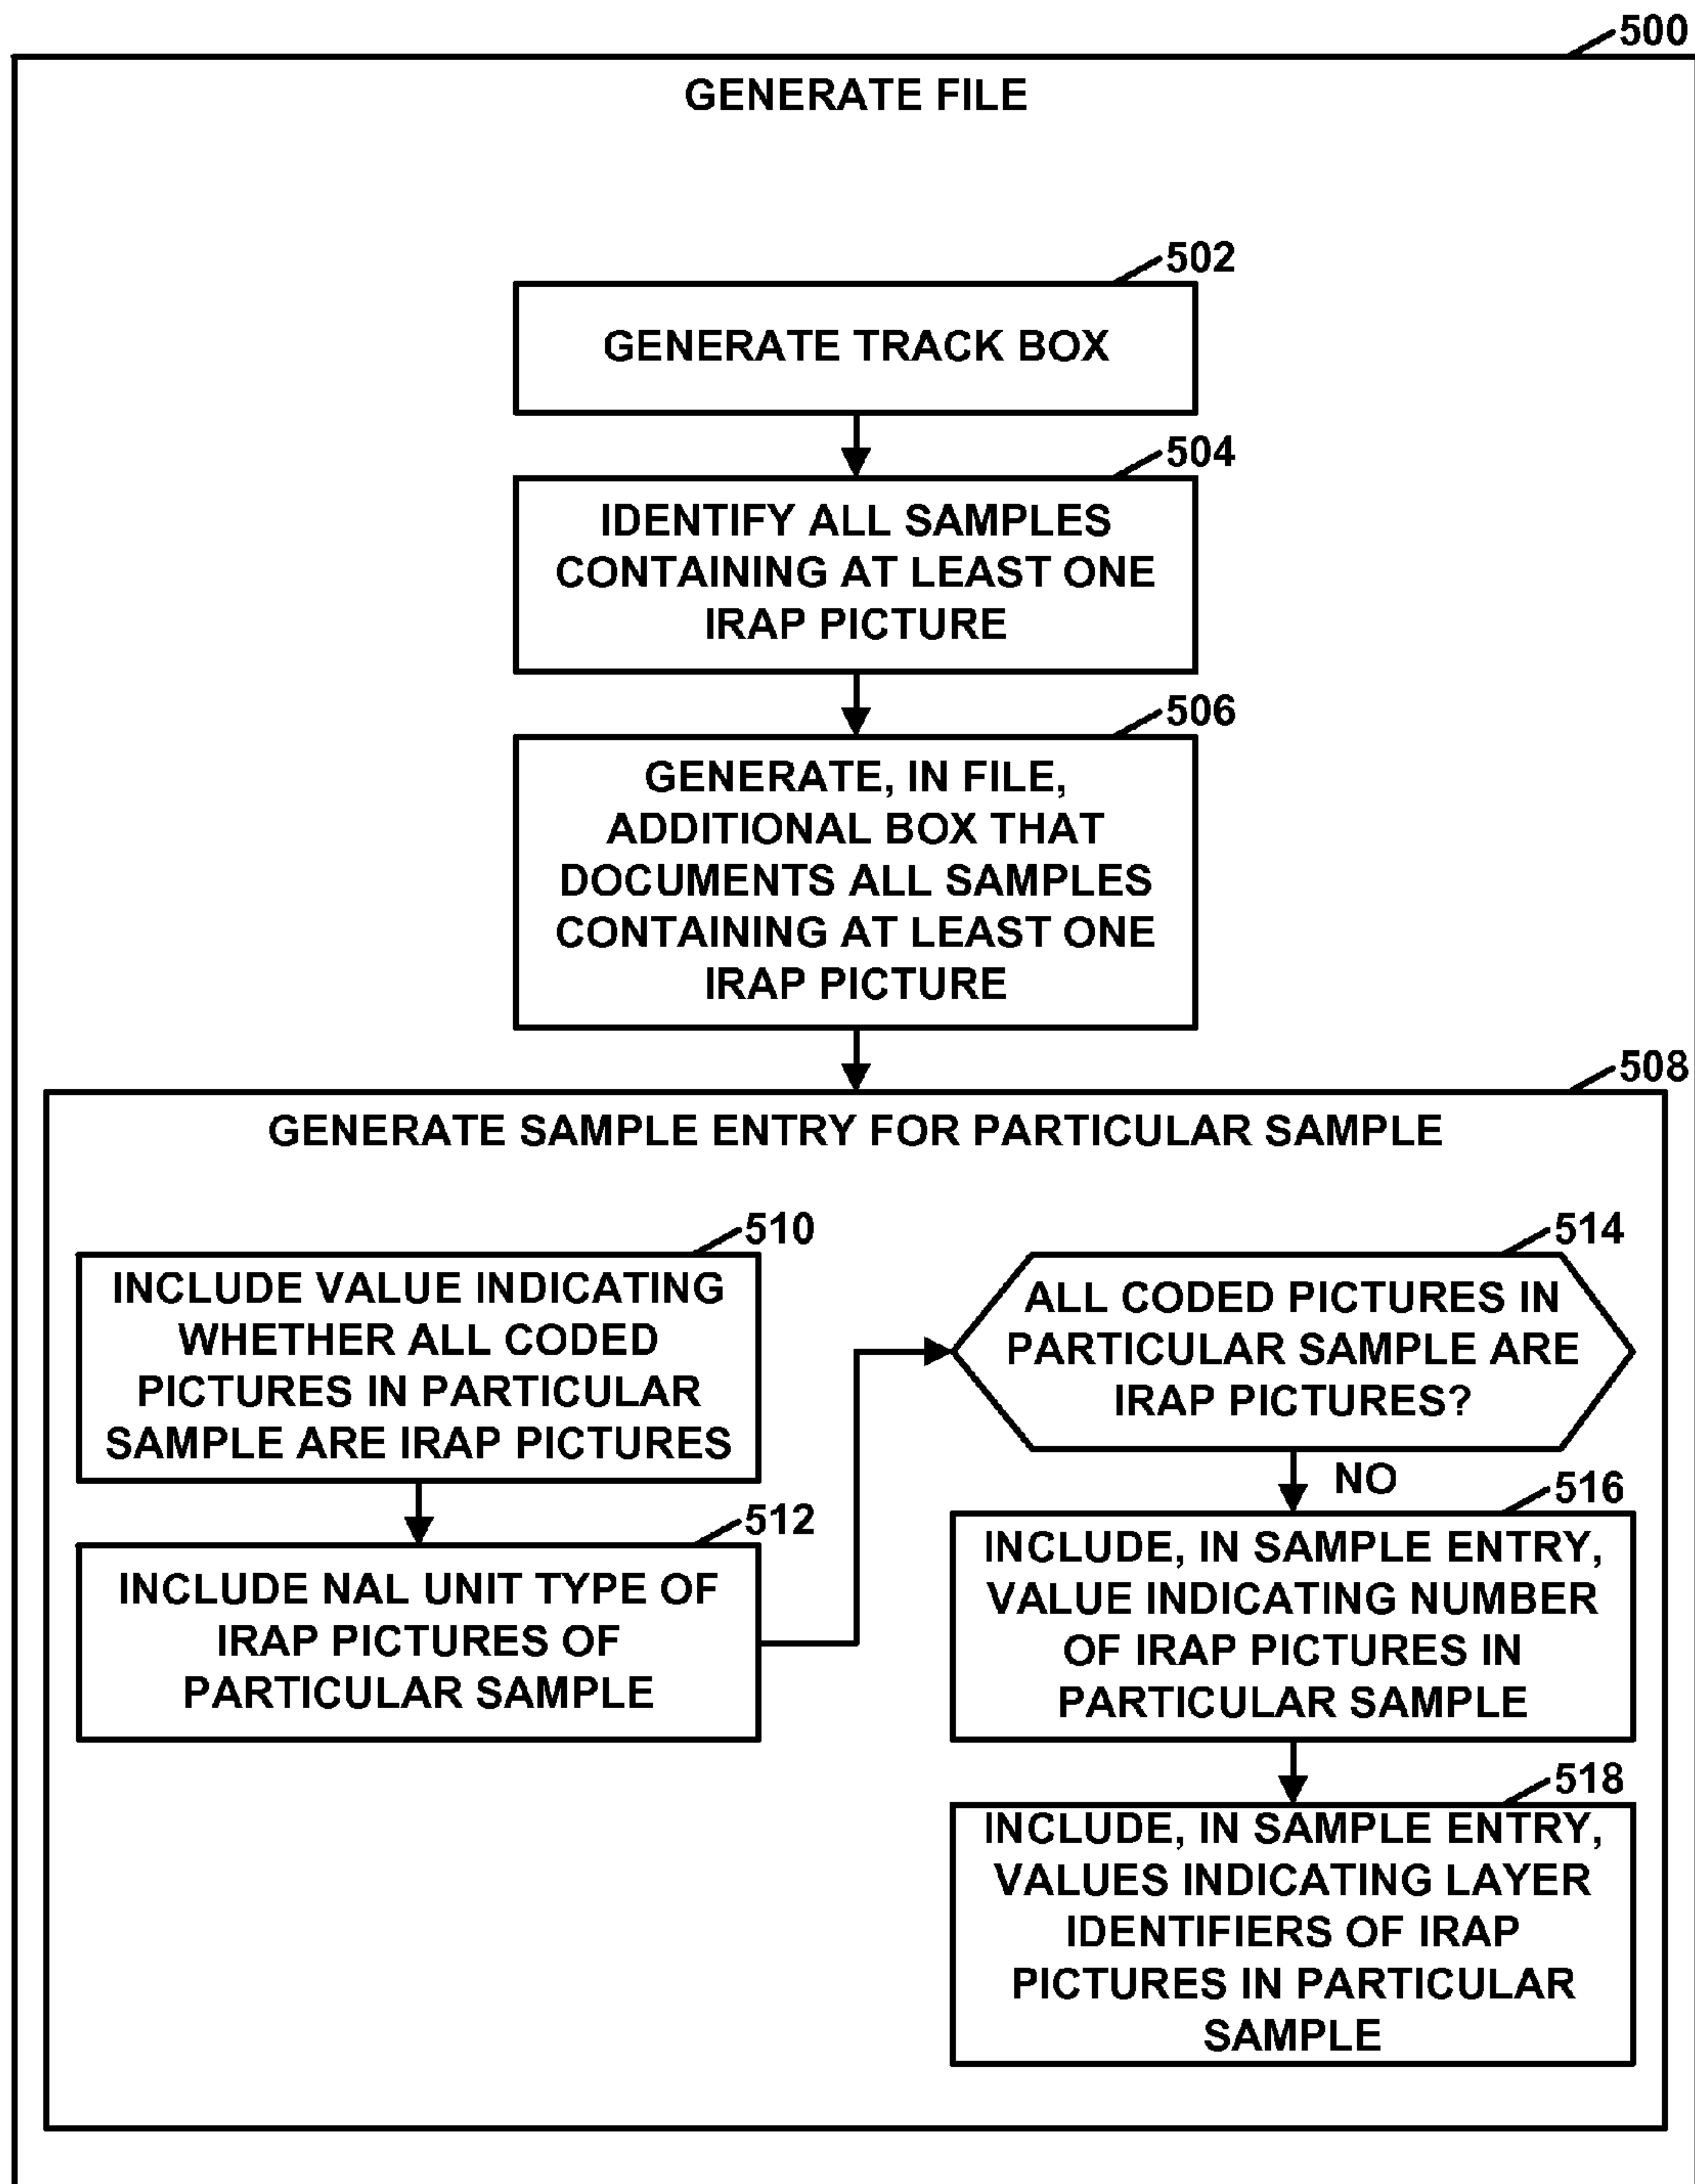 500
GENERATE FILE
502
GENERATE TRACK BOX
504
IDENTIFY ALL SAMPLES
CONTAINING AT LEAST ONE
IRAP PICTURE
506
GENERATE, IN FILE,
ADDITIONAL BOX THAT
DOCUMENTS ALL SAMPLES
CONTAINING AT LEAST ONE
IRAP PICTURE
508
GENERATE SAMPLE ENTRY FOR PARTICULAR SAMPLE
510
INCLUDE VALUE INDICATING
WHETHER ALL CODED
PICTURES IN PARTICULAR
SAMPLE ARE IRAP PICTURES
512
INCLUDE NAL UNIT TYPE OF
IRAP PICTURES OF
PARTICULAR SAMPLE
514
ALL CODED PICTURES IN
PARTICULAR SAMPLE ARE
IRAP PICTURES?
NO
516
INCLUDE, IN SAMPLE ENTRY,
VALUE INDICATING NUMBER
OF IRAP PICTURES IN
PARTICULAR SAMPLE
518
INCLUDE, IN SAMPLE ENTRY,
VALUES INDICATING LAYER
IDENTIFIERS OF IRAP
PICTURES IN PARTICULAR
SAMPLE